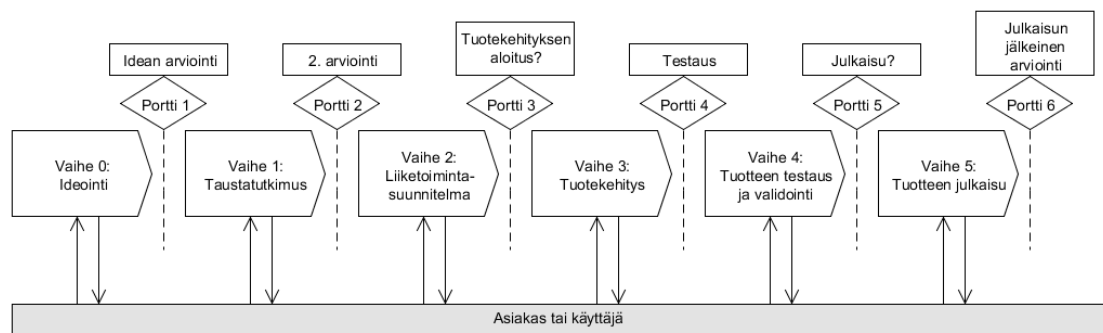 Idean arviointi
2. arviointi
Tuotekehityksen
aloitus?
Testaus
Julkaisu?
Julkaisun
jälkeinen
arviointi
Portti 1
Portti 2
Portti 3
Portti 4
Portti 5
Portti 6
Vaihe 0:
Ideointi
Vaihe 1:
Taustatutkimus
Vaihe 2:
Liiketoiminta-
suunnitelma
Vaihe 3:
Tuotekehitys
Vaihe 4:
Tuotteen testaus
ja validointi
Vaihe 5:
Tuotteen julkaisu
Asiakas tai käyttäjä